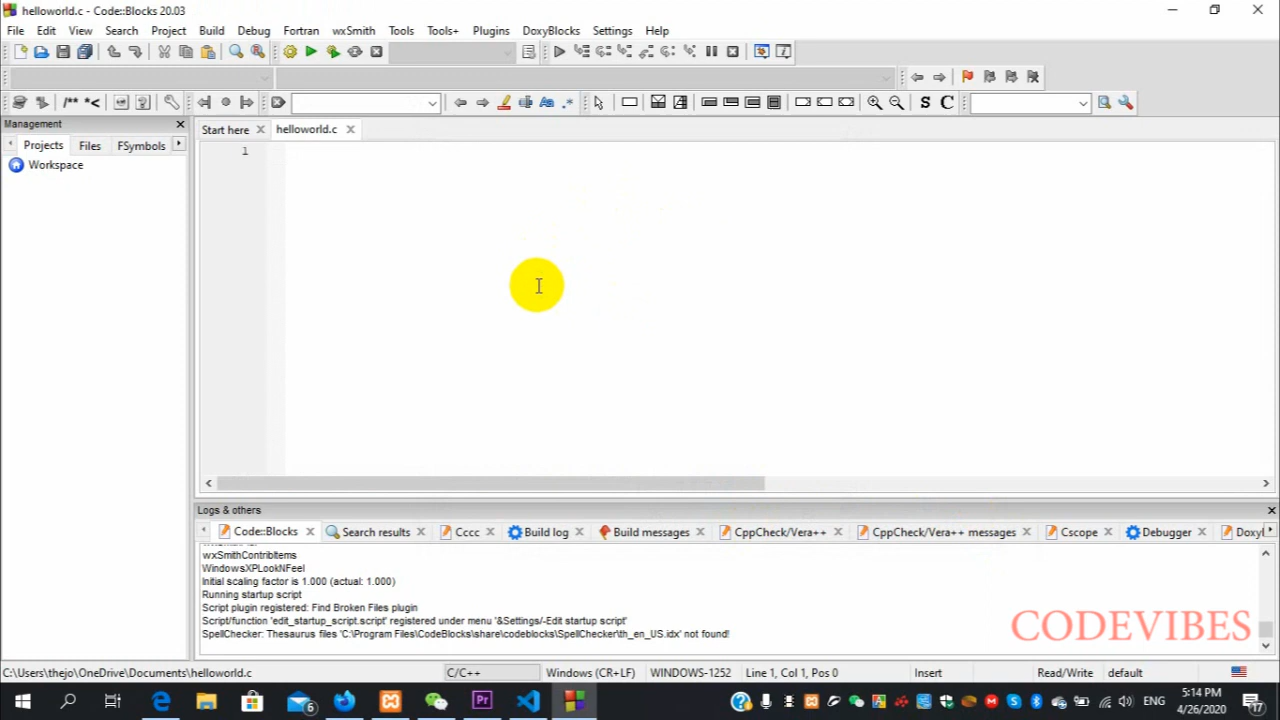 helloworld.c - Code::Blocks 20.03
File Edit View Search Project Build Debug Fortran wxSmith Tools Tools+ Plugins DoxyBlocks Settings Help
/** *<
S C
Management
Projects Files FSymbols
Workspace
Start here helloworld.c
1
Logs & others
Code::Blocks Search results Cccc Build log Build messages CppCheck/Vera++ CppCheck/Vera++ messages Cscope Debugger
wxSmithContribItems
WindowsXPLookNFeel
Initial scaling factor is 1.000 (actual: 1.000)
Running startup script
Script plugin registered: Find Broken Files plugin
Script/function 'edit_startup_script.script' registered under menu '&Settings/-Edit startup script'
SpellChecker: Thesaurus files 'C:\Program Files\CodeBlocks\share\codeblocks\SpellChecker\th_en_US.idx' not found!
CODEVIBES
C:\Users\thejo\OneDrive\Documents\helloworld.c C/C++ Windows (CR+LF) WINDOWS-1252 Line 1, Col 1, Pos 0 Insert Read/Write default
Pr
6
ENG
5:14 PM
4/26/2020
17